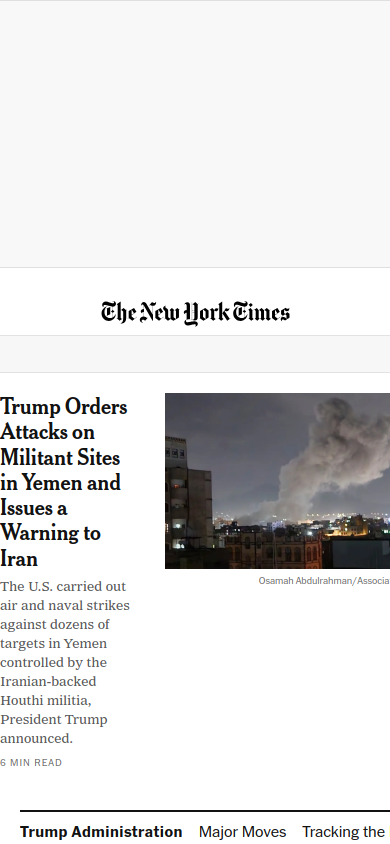 The New York Times
Trump Orders
Attacks on
Militant Sites
in Yemen and
Issues a
Warning to
Iran
The U.S. carried out
air and naval strikes
against dozens of
targets in Yemen
controlled by the
Iranian-backed
Houthi militia,
President Trump
announced.
6 MIN READ
Osamah Abdulrahman/Associa
Trump Administration Major Moves Tracking the